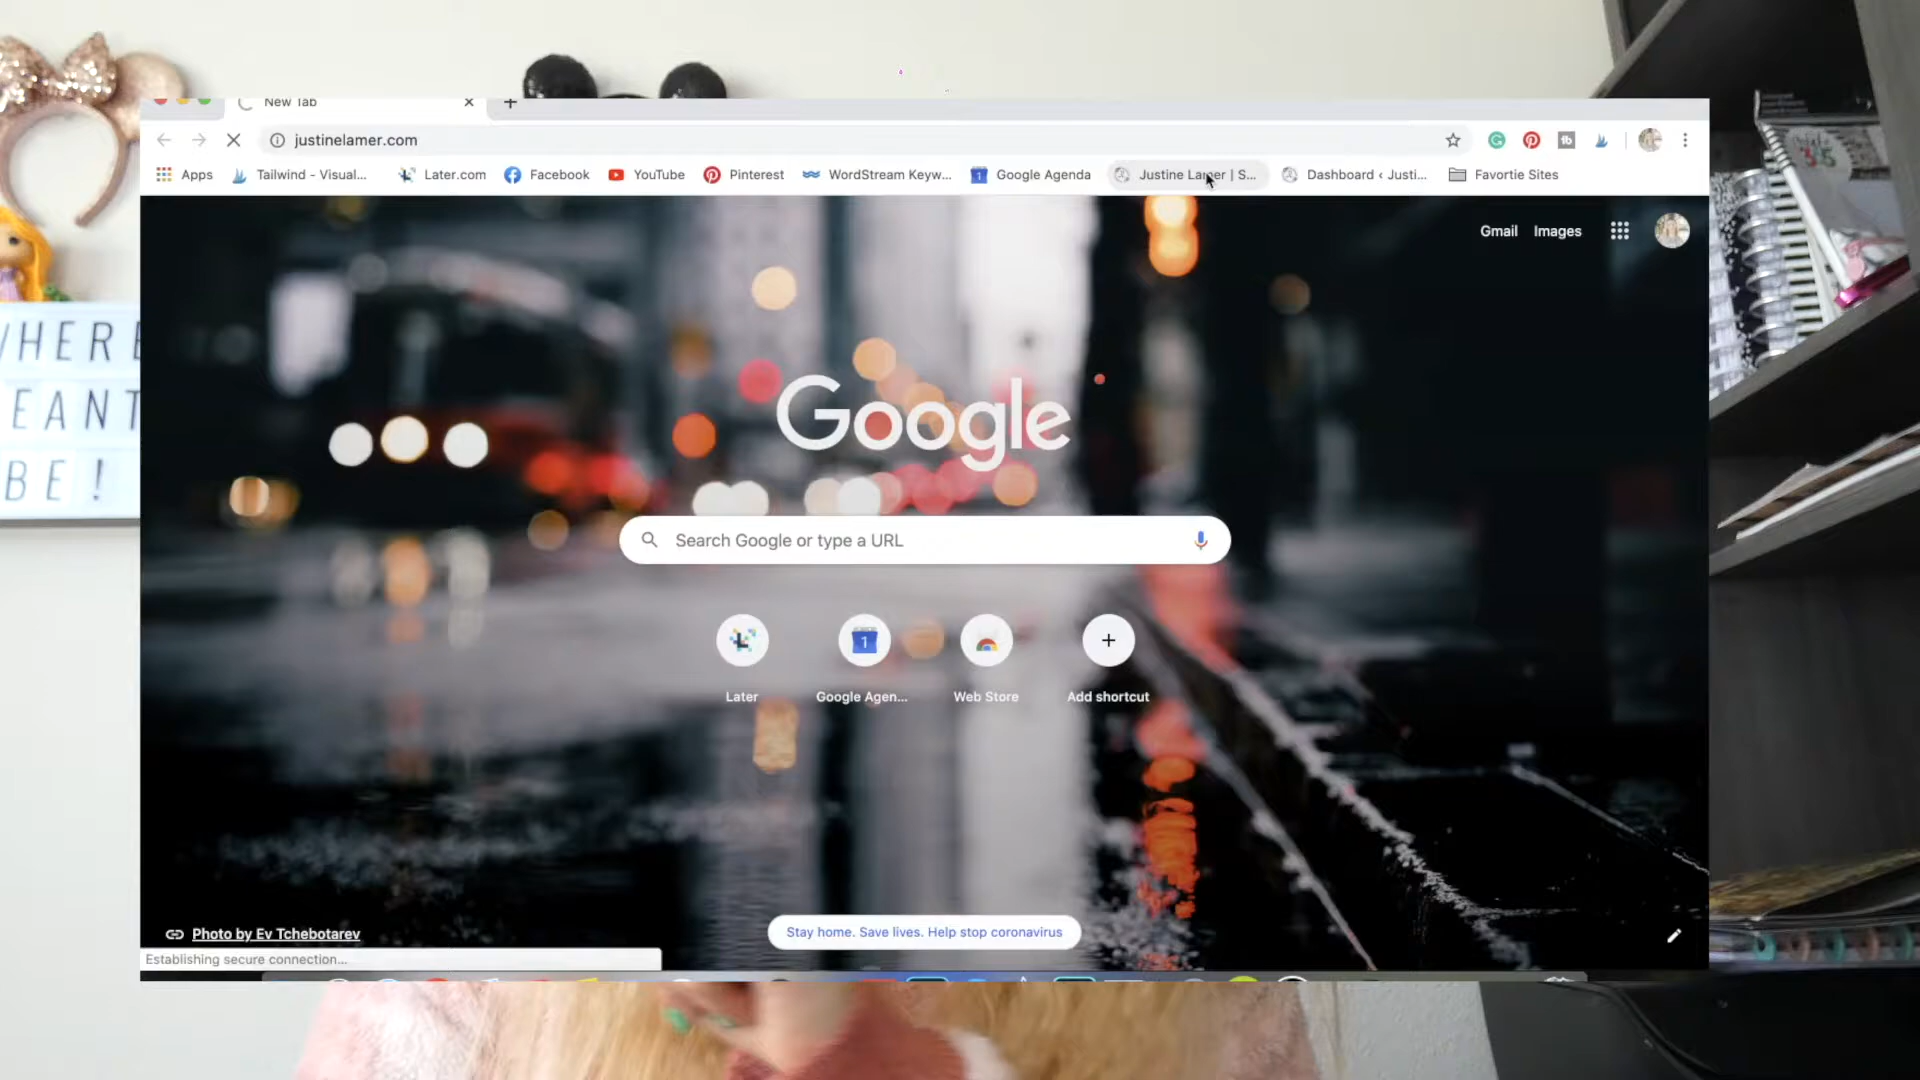 New Tab
justinelamer.com
Apps
Tailwind - Visual...
Later.com
Facebook
YouTube
Pinterest
WordStream Keyw...
Google Agenda
Justine Lamer | S...
Dashboard ‹ Justi...
Favortie Sites
Gmail
Images
HERE
EANT
BE!
Google
Search Google or type a URL
1
Later
Google Agen...
Web Store
Add shortcut
Photo by Ev Tchebotarev
Stay home. Save lives. Help stop coronavirus
Establishing secure connection...